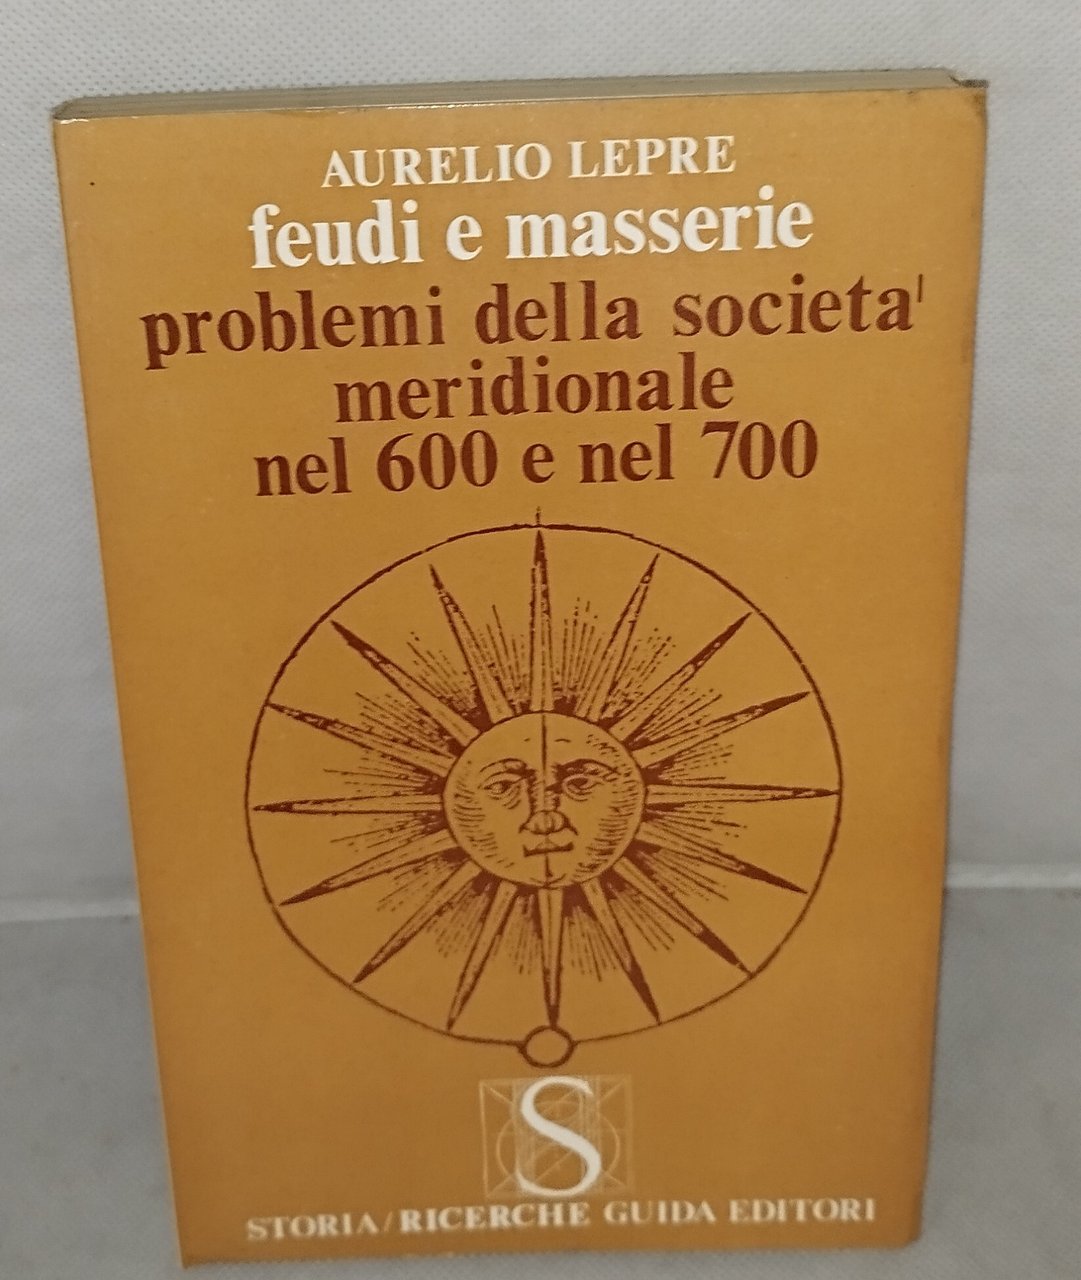 AURELIO LEPRE
feudi e masserie
problemi della societa'
meridionale
nel 600 e nel 700
S
STORIA/RICERCHE GUIDA EDITORI